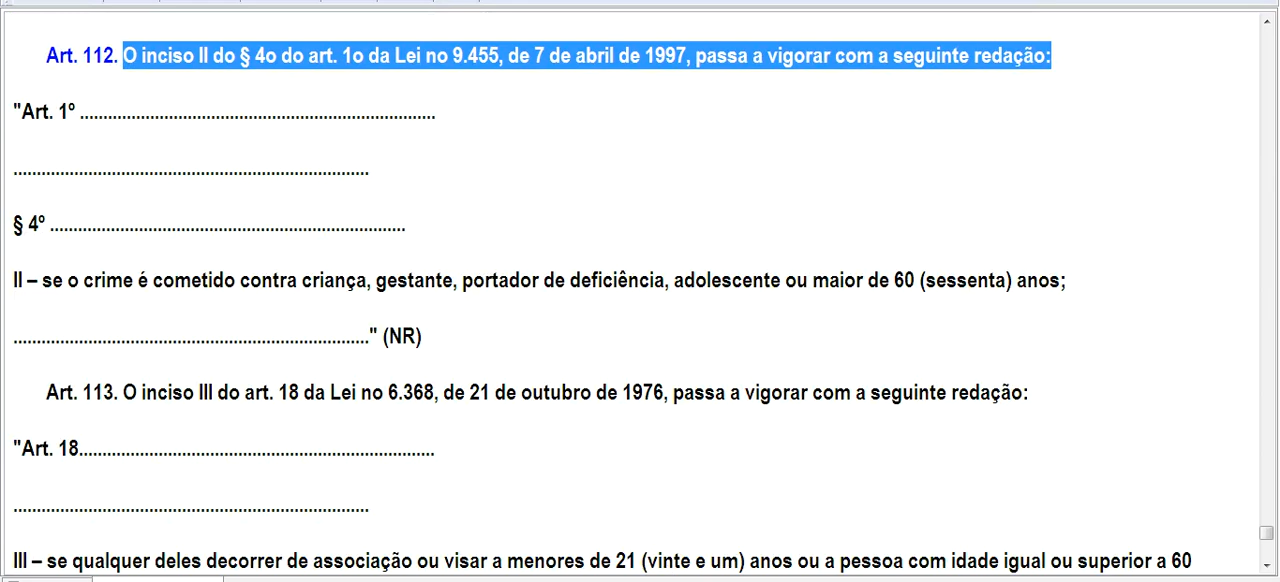 Art. 112. O inciso II do § 4o do art. 1o da Lei no 9.455, de 7 de abril de 1997, passa a vigorar com a seguinte redação:
"Art. 1º ............................................................................
............................................................................
§ 4º ............................................................................
II – se o crime é cometido contra criança, gestante, portador de deficiência, adolescente ou maior de 60 (sessenta) anos;
............................................................................" (NR)
Art. 113. O inciso III do art. 18 da Lei no 6.368, de 21 de outubro de 1976, passa a vigorar com a seguinte redação:
"Art. 18............................................................................
............................................................................
III – se qualquer deles decorrer de associação ou visar a menores de 21 (vinte e um) anos ou a pessoa com idade igual ou superior a 60